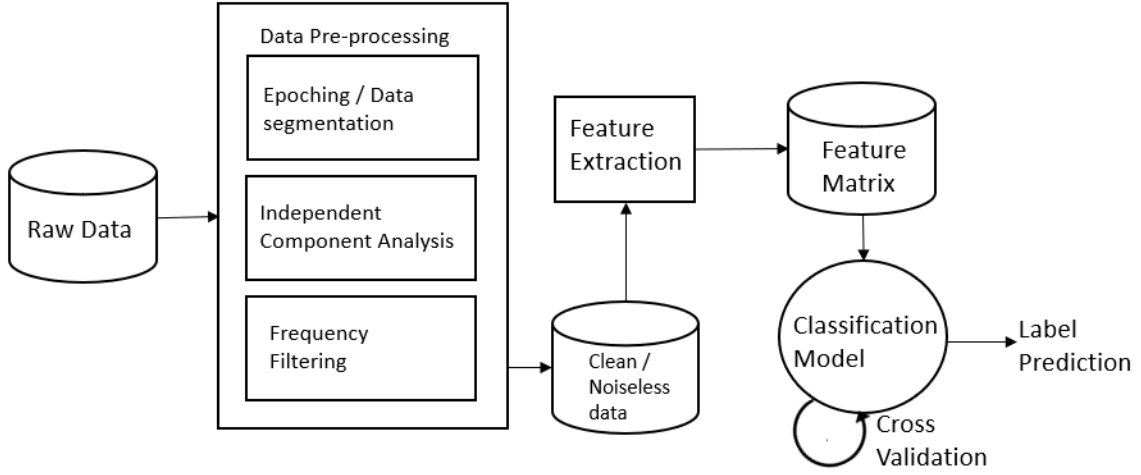 Data Pre-processing
Epoching / Data
segmentation
Independent
Component Analysis
Frequency
Filtering
Raw Data
Clean /
Noiseless
data
Feature
Extraction
Feature
Matrix
Classification
Model
Cross
Validation
Label
Prediction